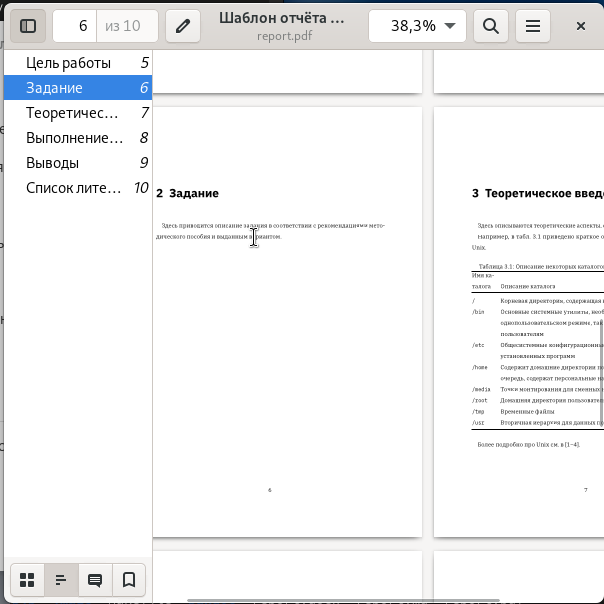 6 из 10
Шаблон отчёта ...
report.pdf
38,3%
Цель работы 5
Задание 6
Теоретичес... 7
Выполнение... 8
Выводы 9
Список лите... 10
2 Задание
Здесь приводится описание задания в соответствии с рекомендациями мето-
дического пособия и выданным вариантом.
6
3 Теоретическое введ
Здесь описываются теоретические аспекты,
Например, в табл. 3.1 приведено краткое о
Unix.
Таблица 3.1: Описание некоторых каталого
Имя ка-
талога Описание каталога
/ Корневая директория, содержащая
/bin Основные системные утилиты, необ
однопользовательском режиме, так
пользователям
/etc Общесистемные конфигурационны
установленных программ
/home Содержит домашние директории по
очередь, содержат персональные н
/media Точки монтирования для сменных
/root Домашняя директория пользовател
/tmp Временные файлы
/usr Вторичная иерархия для данных п
Более подробно про Unix см. в [1–4].
7